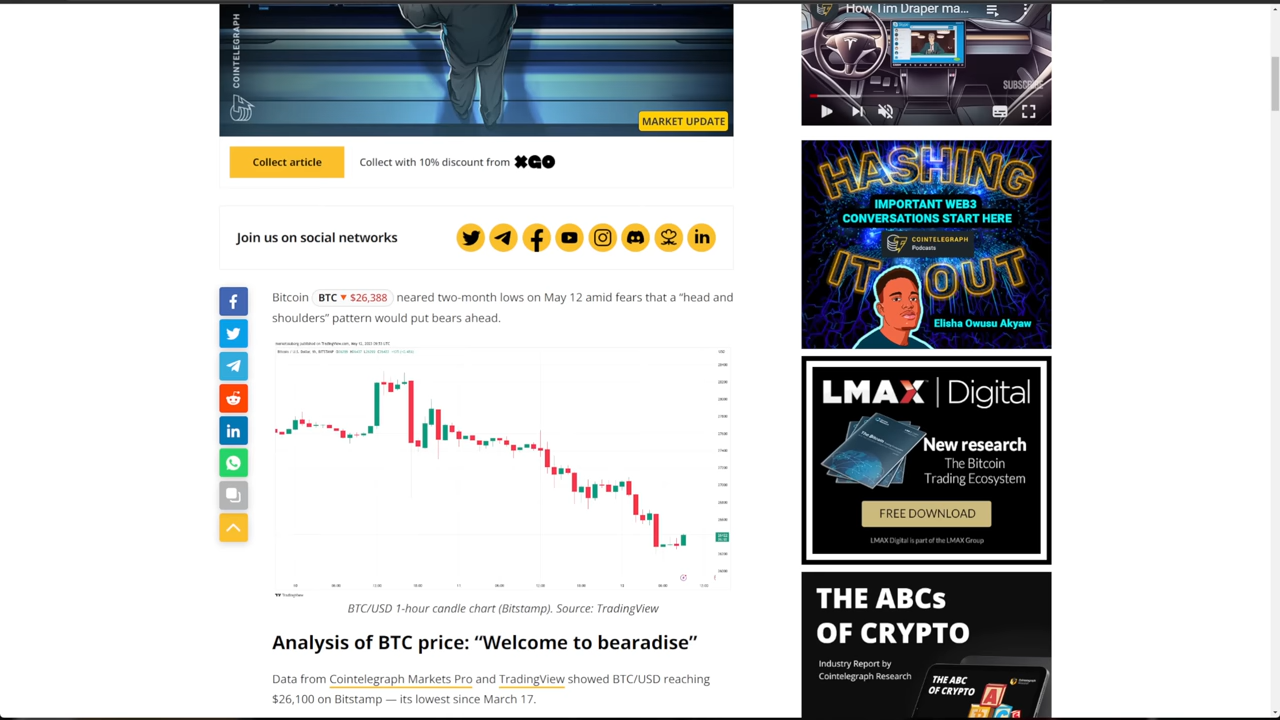 COINTELEGRAPH
MARKET UPDATE
Collect article
Collect with 10% discount from XGO
Join us on social networks
Bitcoin BTC ▼ $26,388 neared two-month lows on May 12 amid fears that a “head and
shoulders” pattern would put bears ahead.
TradingView
BTC/USD 1-hour candle chart (Bitstamp). Source: TradingView
Analysis of BTC price: “Welcome to bearadise”
Data from Cointelegraph Markets Pro and TradingView showed BTC/USD reaching
$26,100 on Bitstamp — its lowest since March 17.
How Tim Draper ma...
SUBSCRIBE
HASHING
IMPORTANT WEB3
CONVERSATIONS START HERE
COINTELEGRAPH
Podcasts
IT OUT
Elisha Owusu Akyaw
LMAX | Digital
New research
The Bitcoin
Trading Ecosystem
FREE DOWNLOAD
LMAX Digital is part of the LMAX Group
THE ABCs
OF CRYPTO
Industry Report by
Cointelegraph Research
THE ABC
OF CRYPTO